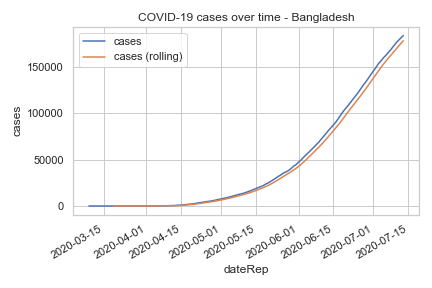 COVID-19 cases over time - Bangladesh
cases
cases (rolling)
cases
150000
100000
50000
0
2020-03-15
2020-04-01
2020-04-15
2020-05-01
2020-05-15
2020-06-01
2020-06-15
2020-07-01
2020-07-15
dateRep